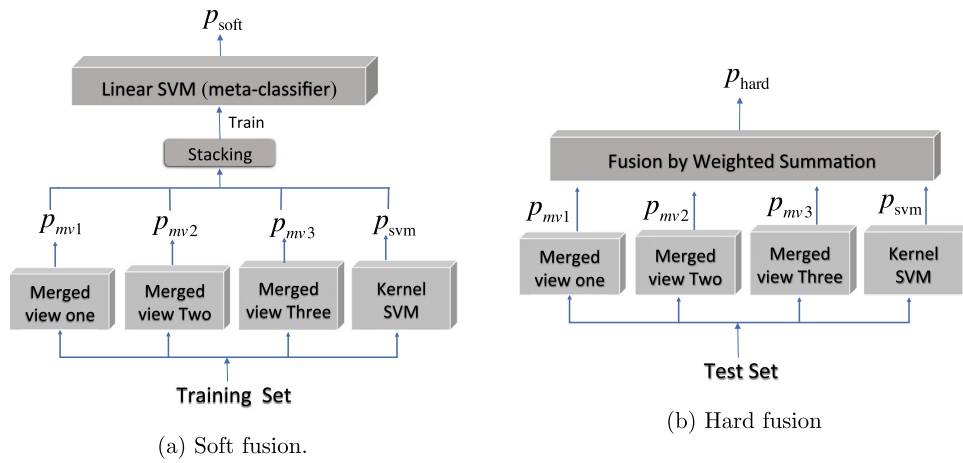 p_soft
Linear SVM (meta-classifier)
Train
Stacking
p_mv1 p_mv2 p_mv3 p_svm
Merged view one
Merged view Two
Merged view Three
Kernel SVM
Training Set
(a) Soft fusion.
p_hard
Fusion by Weighted Summation
p_mv1 p_mv2 p_mv3 p_svm
Merged view one
Merged view Two
Merged view Three
Kernel SVM
Test Set
(b) Hard fusion